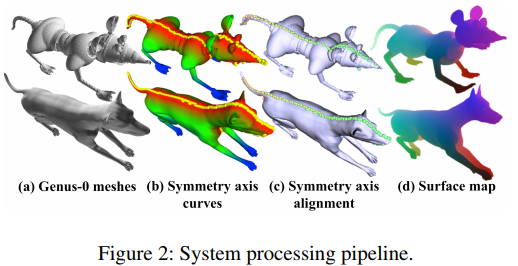 (a) Genus-0 meshes (b) Symmetry axis (c) Symmetry axis (d) Surface map
curves alignment
Figure 2: System processing pipeline.